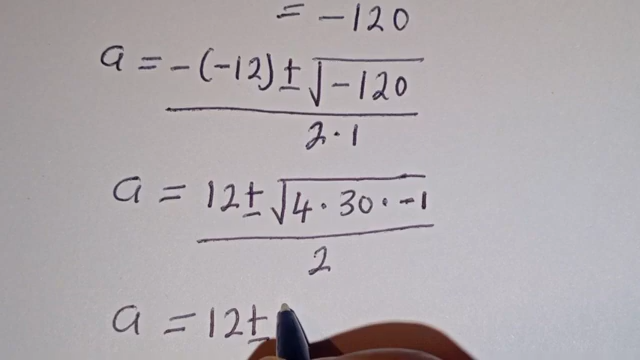 = -120
a = -(-12) ± √-120
2 · 1
a = 12 ± √4 · 30 · -1
2
a = 12 ±